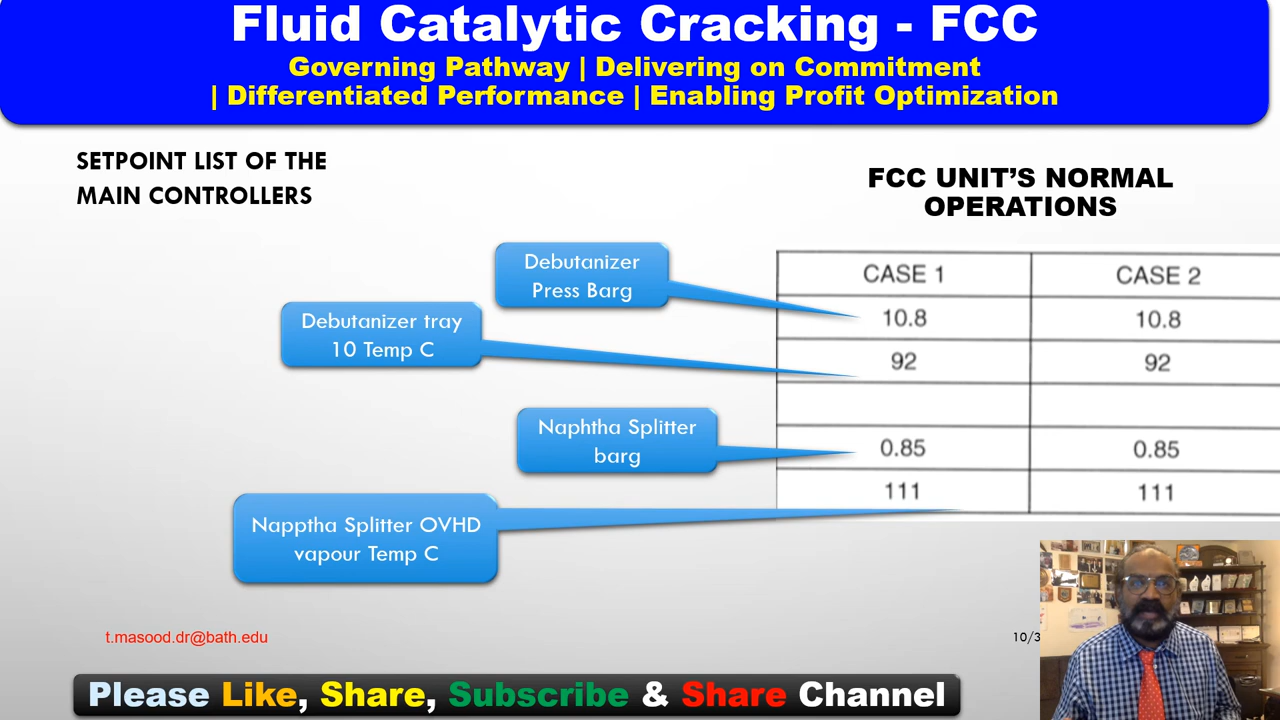 Fluid Catalytic Cracking - FCC
Governing Pathway | Delivering on Commitment
| Differentiated Performance | Enabling Profit Optimization
SETPOINT LIST OF THE
MAIN CONTROLLERS
FCC UNIT'S NORMAL
OPERATIONS
Debutanizer
Press Barg
Debutanizer tray
10 Temp C
Naphtha Splitter
barg
Napptha Splitter OVHD
vapour Temp C
CASE 1 CASE 2
10.8 10.8
92 92
0.85 0.85
111 111
t.masood.dr@bath.edu
10/3
Please Like, Share, Subscribe & Share Channel